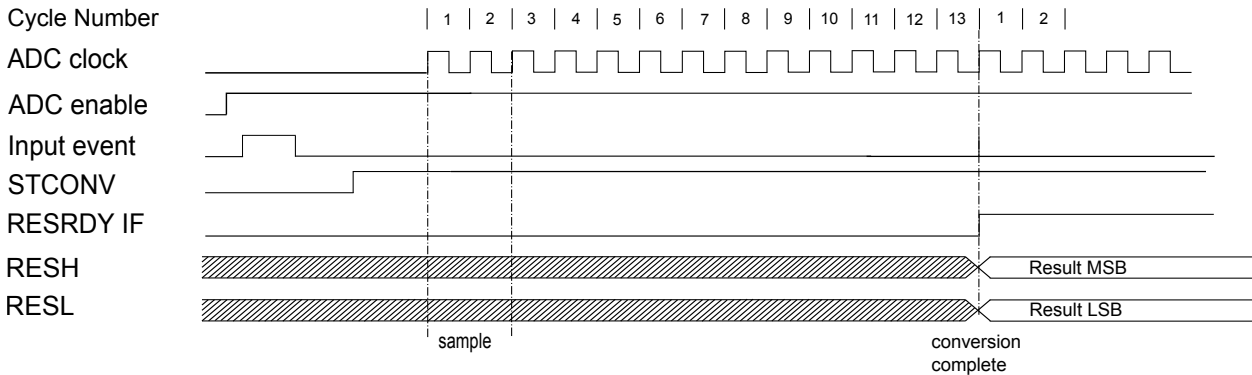 Cycle Number 1 2 3 4 5 6 7 8 9 10 11 12 13 1 2
ADC clock
ADC enable
Input event
STCONV
RESRDY IF
RESH Result MSB
RESL Result LSB
sample conversion
complete